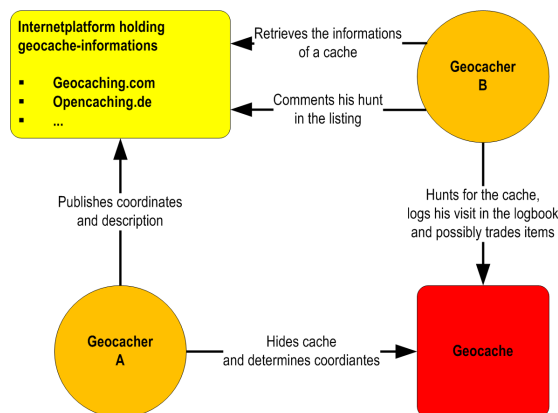 Internetplatform holding
geocache-informations
▪ Geocaching.com
▪ Opencaching.de
▪ ...
Retrieves the informations
of a cache
Geocacher
B
Comments his hunt
in the listing
Publishes coordinates
and description
Hunts for the cache,
logs his visit in the logbook
and possibly trades items
Geocacher
A
Hides cache
and determines coordiantes
Geocache